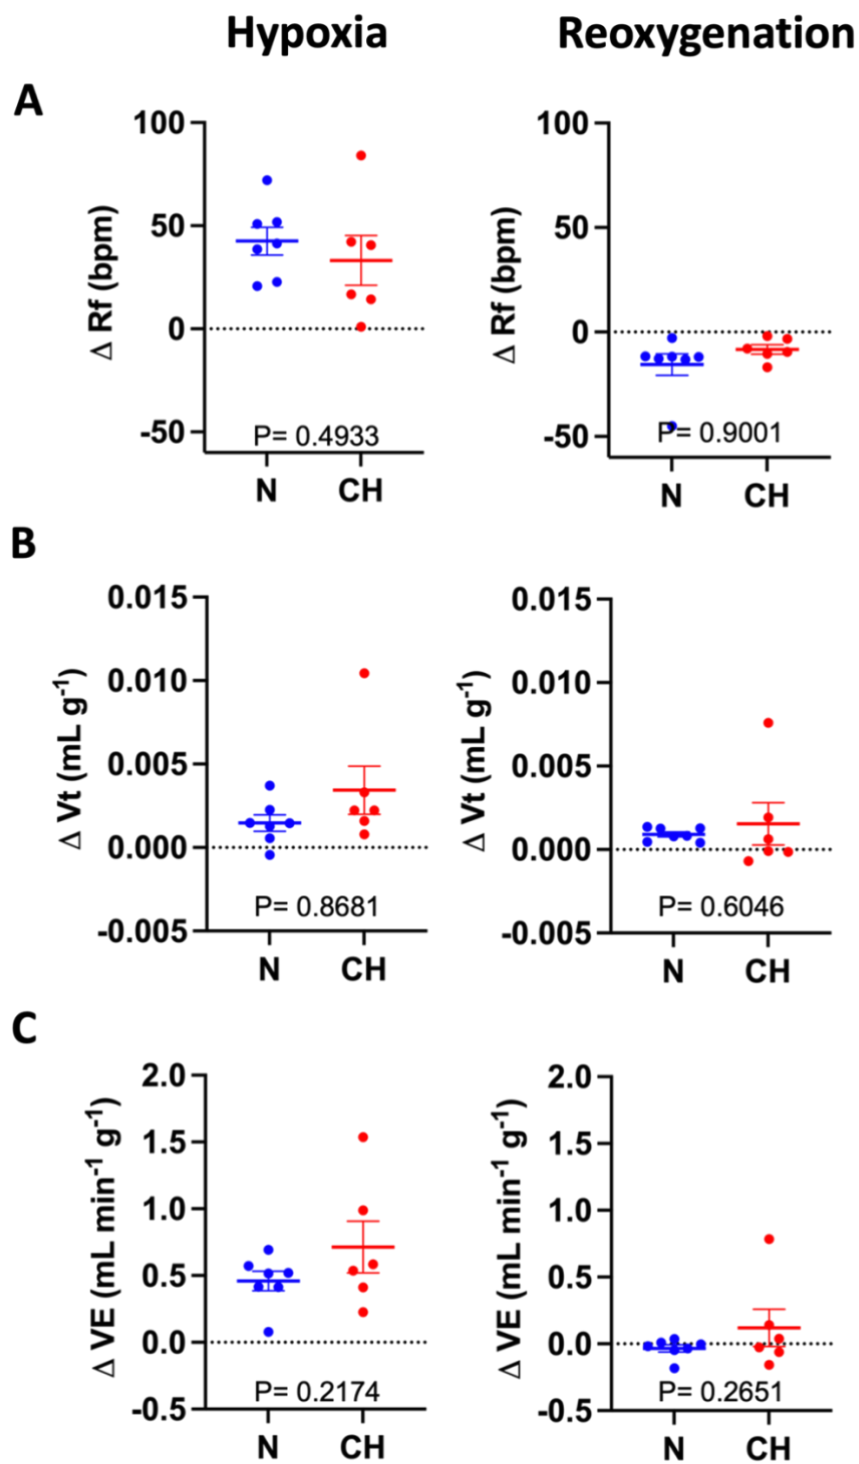 Hypoxia Reoxygenation
A
100
50
0
-50
Δ Rf (bpm)
P= 0.4933
N CH
100
50
0
-50
Δ Rf (bpm)
P= 0.9001
N CH
B
0.015
0.010
0.005
0.000
-0.005
Δ Vt (mL g⁻¹)
P= 0.8681
N CH
0.015
0.010
0.005
0.000
-0.005
Δ Vt (mL g⁻¹)
P= 0.6046
N CH
C
2.0
1.5
1.0
0.5
0.0
-0.5
Δ VE (mL min⁻¹ g⁻¹)
P= 0.2174
N CH
2.0
1.5
1.0
0.5
0.0
-0.5
Δ VE (mL min⁻¹ g⁻¹)
P= 0.2651
N CH